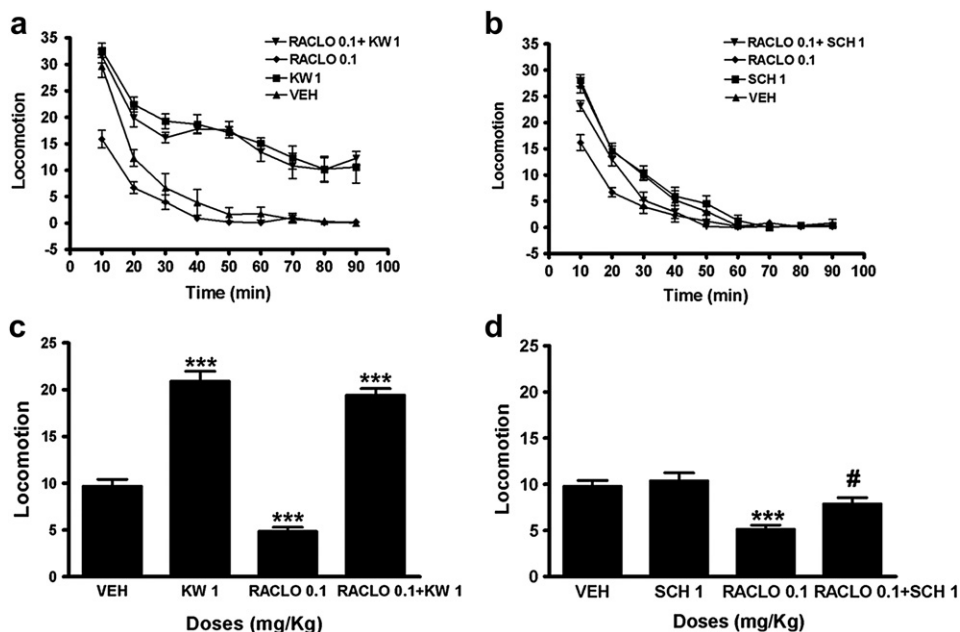 a
RACLO 0.1+ KW 1
RACLO 0.1
KW 1
VEH
Locomotion
35
30
25
20
15
10
5
0
-5
0 10 20 30 40 50 60 70 80 90 100
Time (min)
b
RACLO 0.1+ SCH 1
RACLO 0.1
SCH 1
VEH
Locomotion
35
30
25
20
15
10
5
0
-5
0 10 20 30 40 50 60 70 80 90 100
Time (min)
c
Locomotion
25
20
15
10
5
0
***
***
***
VEH KW 1 RACLO 0.1 RACLO 0.1+KW 1
Doses (mg/Kg)
d
Locomotion
25
20
15
10
5
0
***
#
VEH SCH 1 RACLO 0.1 RACLO 0.1+SCH 1
Doses (mg/Kg)